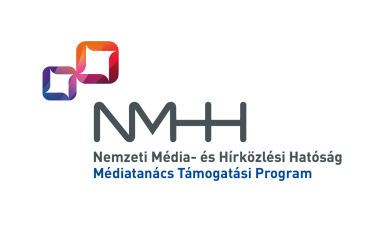 NMHH
Nemzeti Média- és Hírközlési Hatóság
Médiatanács Támogatási Program